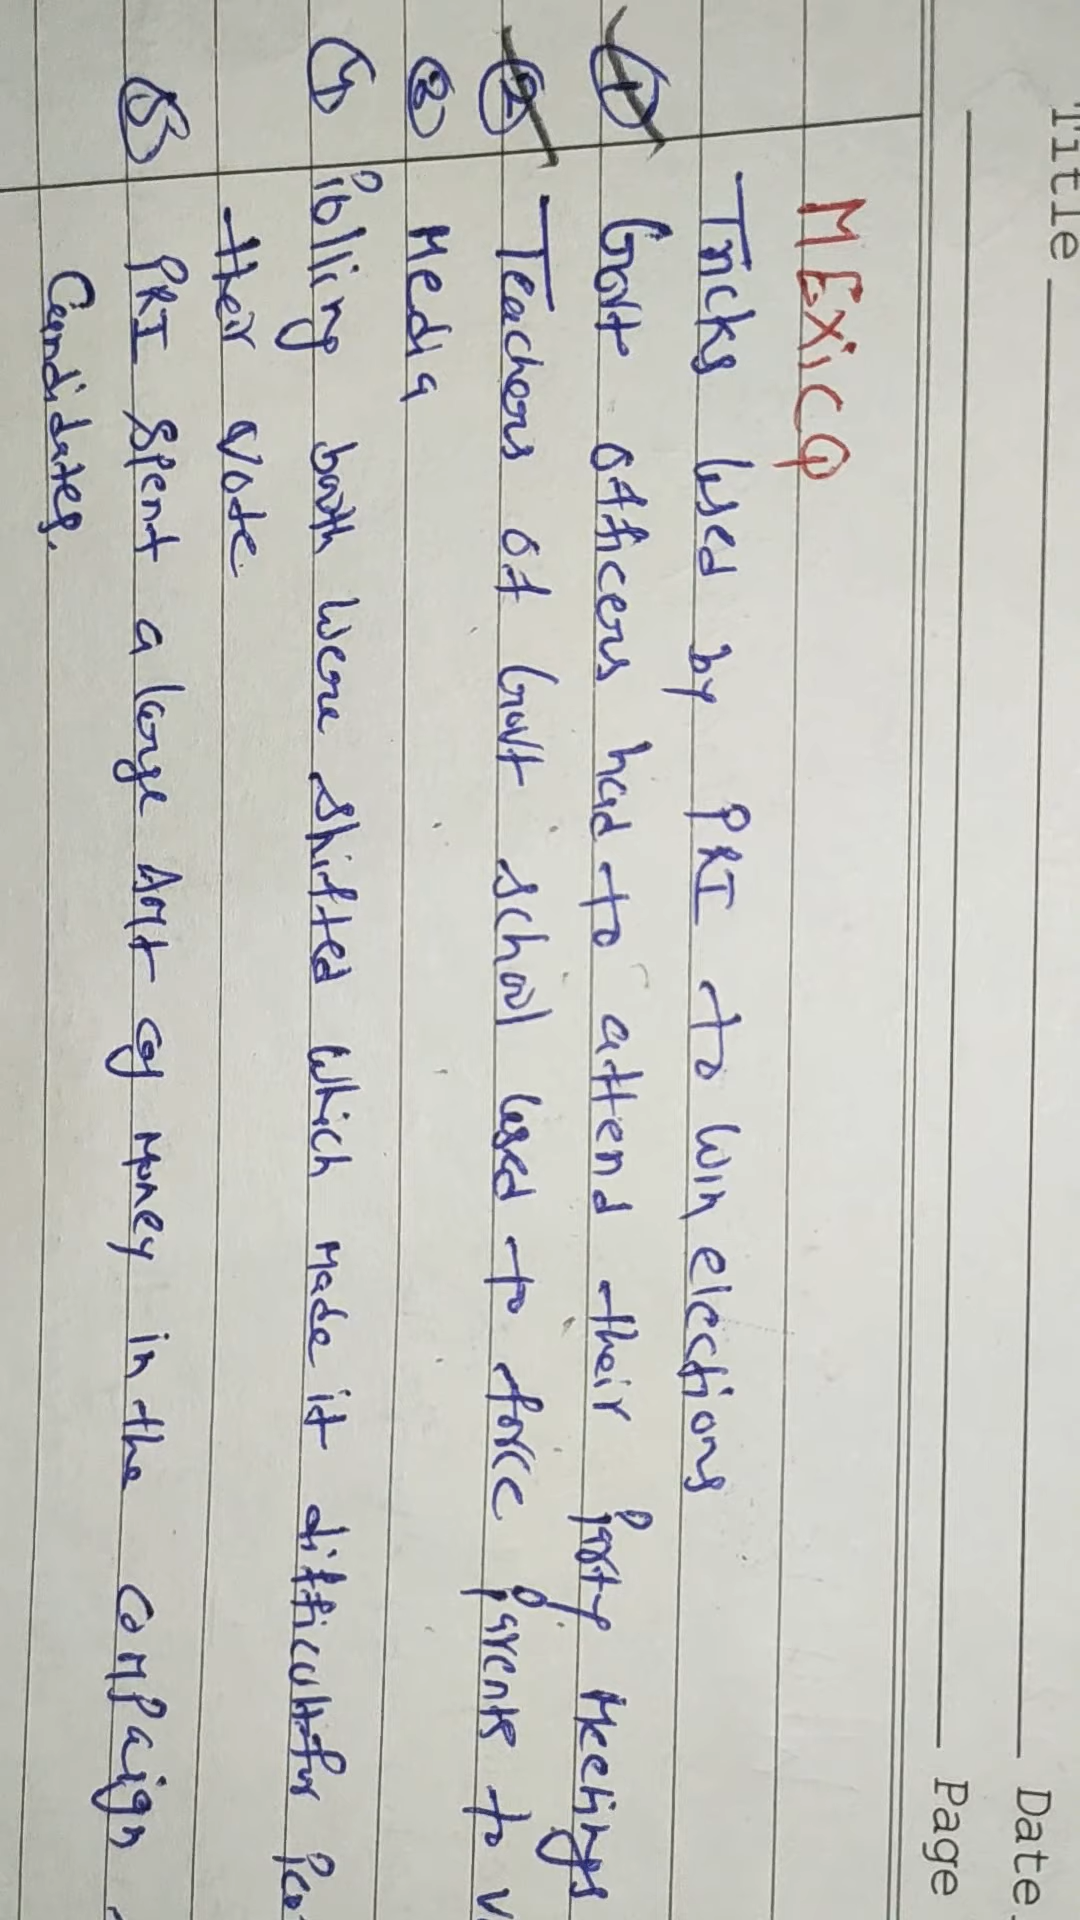 Title
Date
Page
MExico
Tricks used by PRI to win elections
① Govt officers had to attend their party Meetings
② Teachers of Govt school used to force parents to
③ Media
④ Polling booth were shifted which made it difficult for
their vote
⑤ PRI spent a large Amt of Money in the compaign
Candidates.